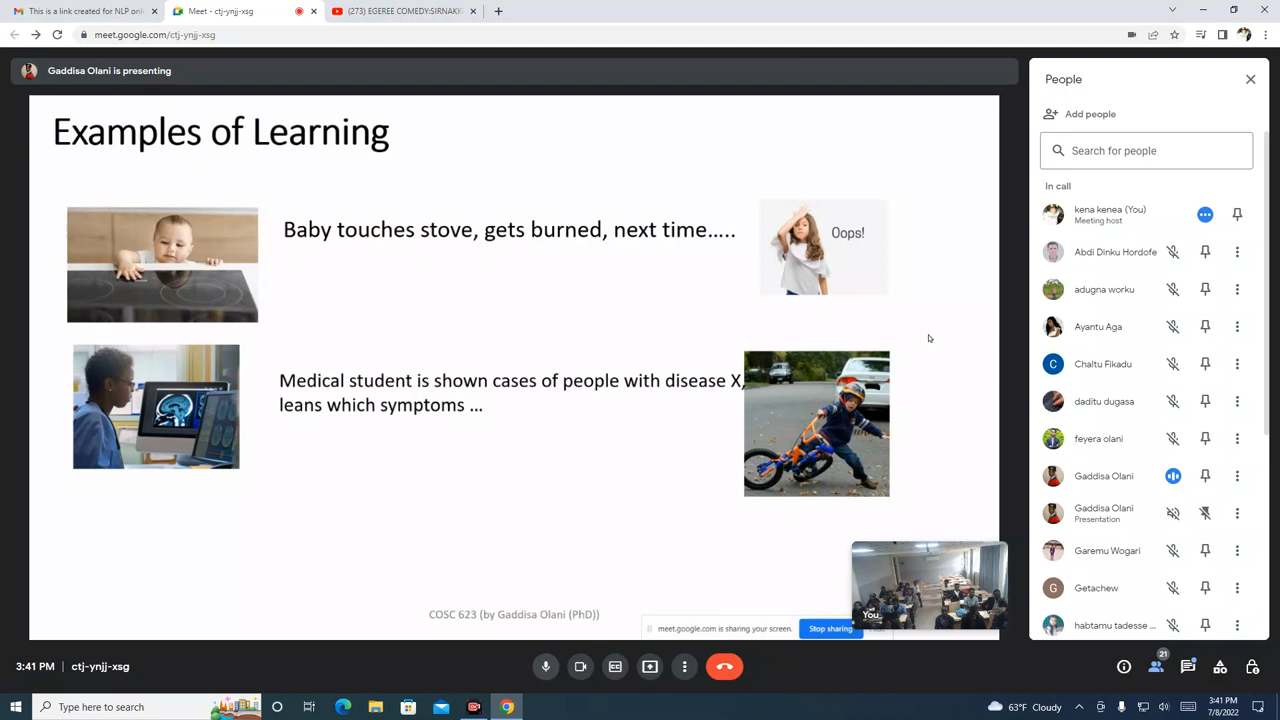 This is a link created for NLP onli
Meet - ctj-ynjj-xsg
(273) EGEREE COMEDY:SIRNAKI
meet.google.com/ctj-ynjj-xsg
Gaddisa Olani is presenting
Examples of Learning
Baby touches stove, gets burned, next time.....
Oops!
Medical student is shown cases of people with disease X,
leans which symptoms ...
COSC 623 (by Gaddisa Olani (PhD))
You
meet.google.com is sharing your screen.
Stop sharing
People
Add people
Search for people
In call
kena kenea (You)
Meeting host
Abdi Dinku Hordofe
adugna worku
Ayantu Aga
C
Chaltu Fikadu
daditu dugasa
feyera olani
Gaddisa Olani
Gaddisa Olani
Presentation
Garemu Wogari
G
Getachew
habtamu tadesse ...
3:41 PM | ctj-ynjj-xsg
21
Type here to search
63°F Cloudy
3:41 PM
7/8/2022